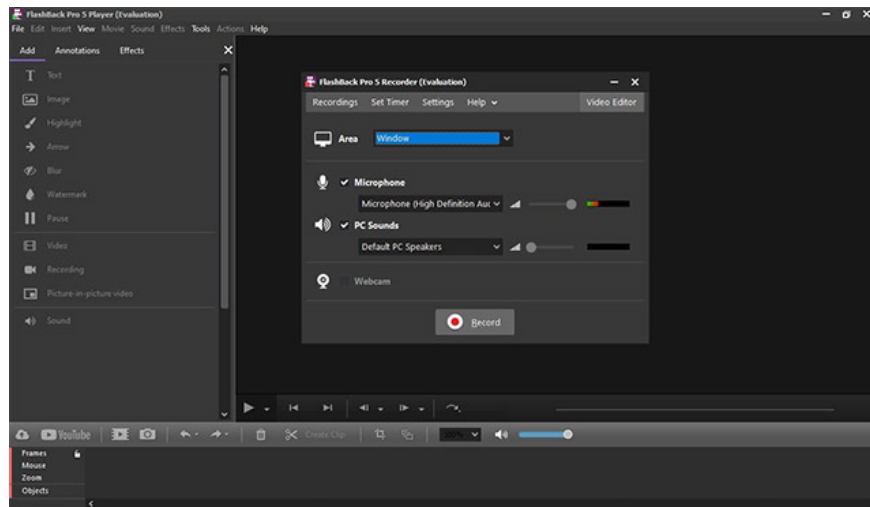 FlashBack Pro 5 Player (Evaluation)
File Edit Insert View Movie Sound Effects Tools Actions Help
Add Annotations Effects
Text
Image
Highlight
Arrow
Blur
Watermark
Pause
Video
Recording
Picture-in-picture video
Sound
FlashBack Pro 5 Recorder (Evaluation)
Recordings Set Timer Settings Help Video Editor
Area Window
Microphone
Microphone (High Definition Auc
PC Sounds
Default PC Speakers
Webcam
Record
YouTube Create Clip 100%
Frames
Mouse
Zoom
Objects